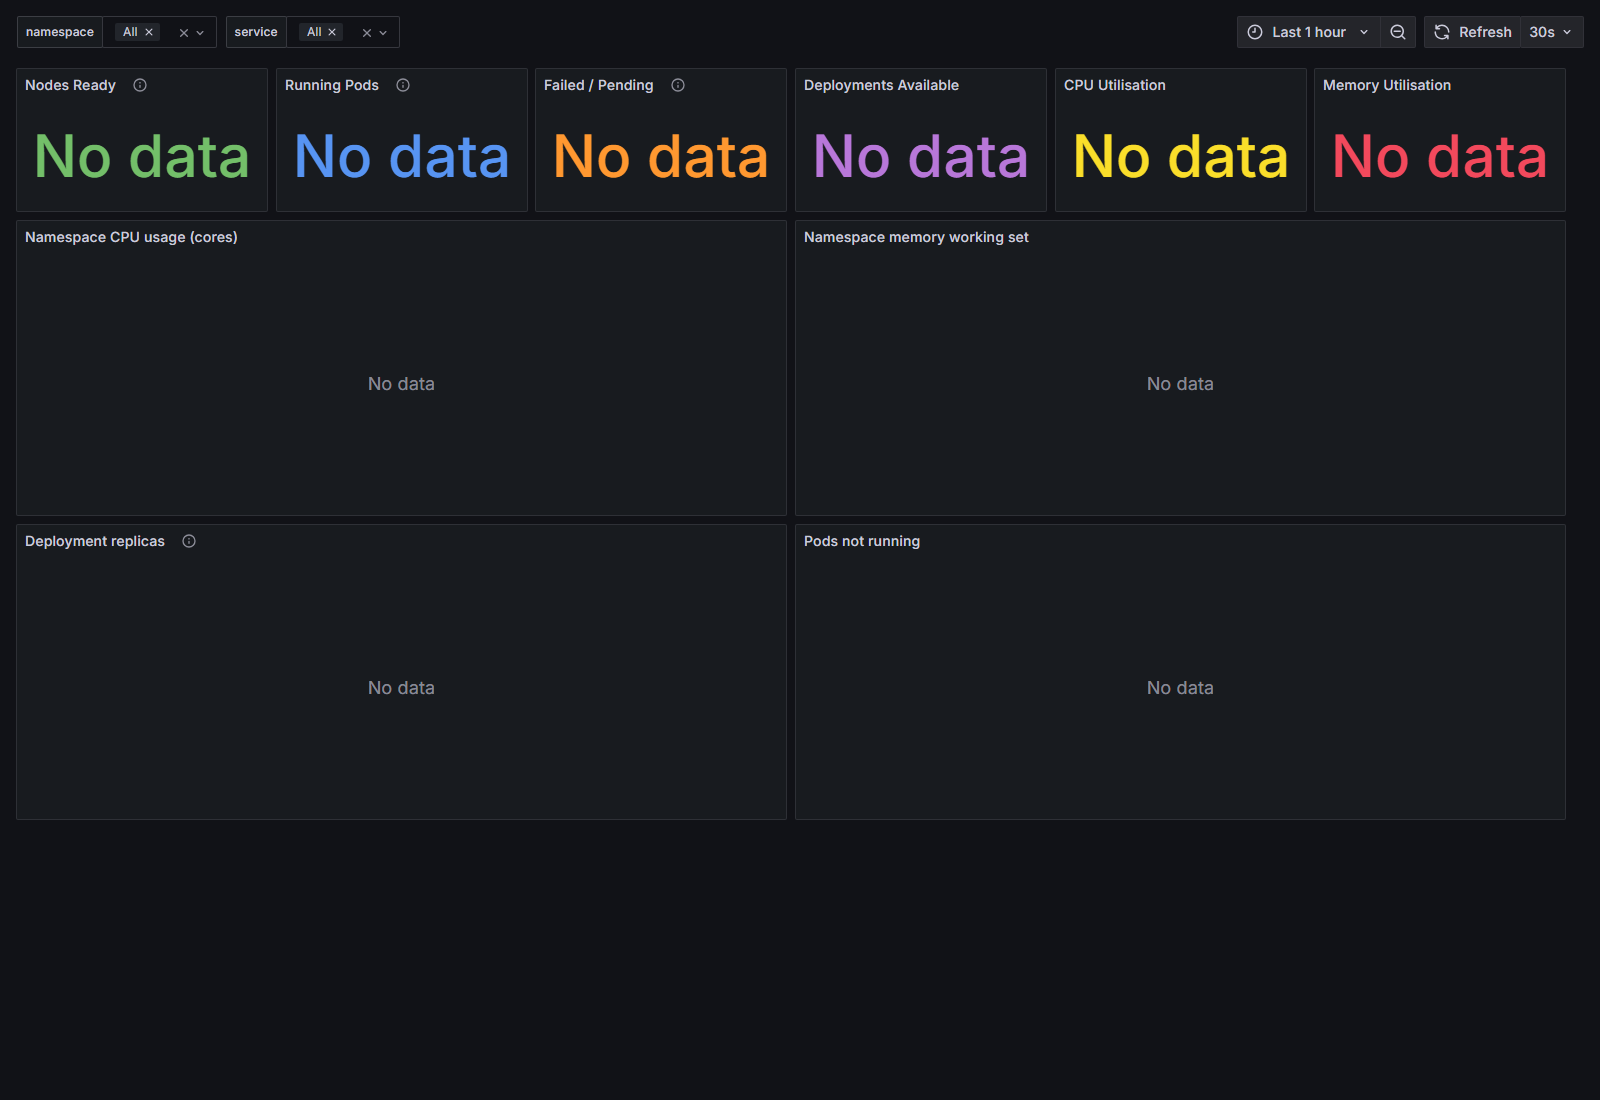 namespace All service All Last 1 hour Refresh 30s
Nodes Ready Running Pods Failed / Pending Deployments Available CPU Utilisation Memory Utilisation
No data No data No data No data No data No data
Namespace CPU usage (cores) Namespace memory working set
No data No data
Deployment replicas Pods not running
No data No data